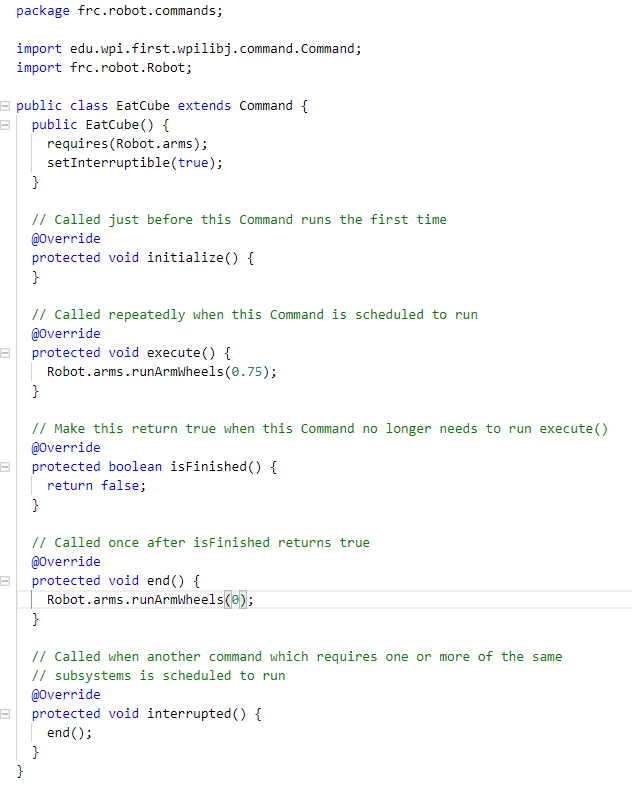 package frc.robot.commands;
import edu.wpi.first.wpilibj.command.Command;
import frc.robot.Robot;
public class EatCube extends Command {
public EatCube() {
requires(Robot.arms);
setInterruptible(true);
}
// Called just before this Command runs the first time
@Override
protected void initialize() {
}
// Called repeatedly when this Command is scheduled to run
@Override
protected void execute() {
Robot.arms.runArmWheels(0.75);
}
// Make this return true when this Command no longer needs to run execute()
@Override
protected boolean isFinished() {
return false;
}
// Called once after isFinished returns true
@Override
protected void end() {
Robot.arms.runArmWheels(0);
}
// Called when another command which requires one or more of the same
// subsystems is scheduled to run
@Override
protected void interrupted() {
end();
}
}